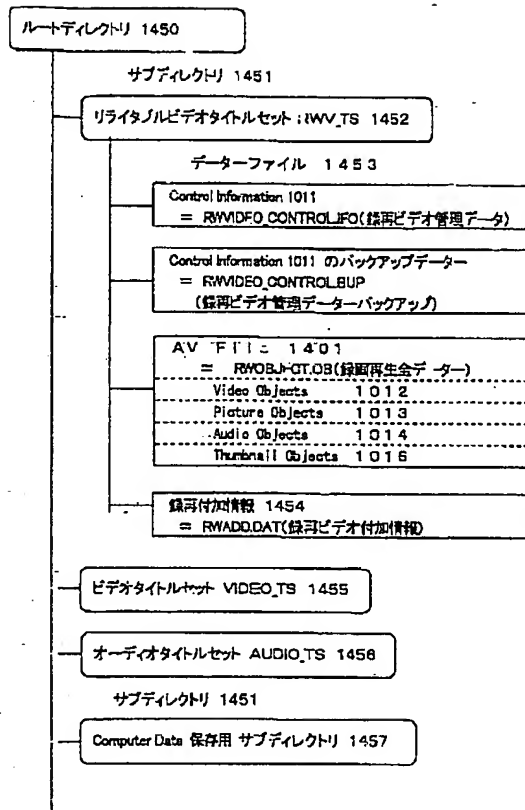 ルートディレクトリ 1450
サブディレクトリ 1451
リライタブルビデオタイトルセット : RWV_TS 1452
データーファイル 1453
Control Information 1011
= RWVIDEO_CONTROL.IFO(録再ビデオ管理データ)
Control Information 1011 のバックアップデーター
= RWVIDEO_CONTROL.BUP
(録再ビデオ管理データーバックアップ)
AV File 1401
= RWOBJECT.OB(録画再生全データー)
Video Objects 1012
Picture Objects 1013
Audio Objects 1014
Thumbnail Objects 1016
録再付加情報 1454
= RWADD.DAT(録再ビデオ付加情報)
ビデオタイトルセット VIDEO_TS 1455
オーディオタイトルセット AUDIO_TS 1456
サブディレクトリ 1451
Computer Data 保存用 サブディレクトリ 1457